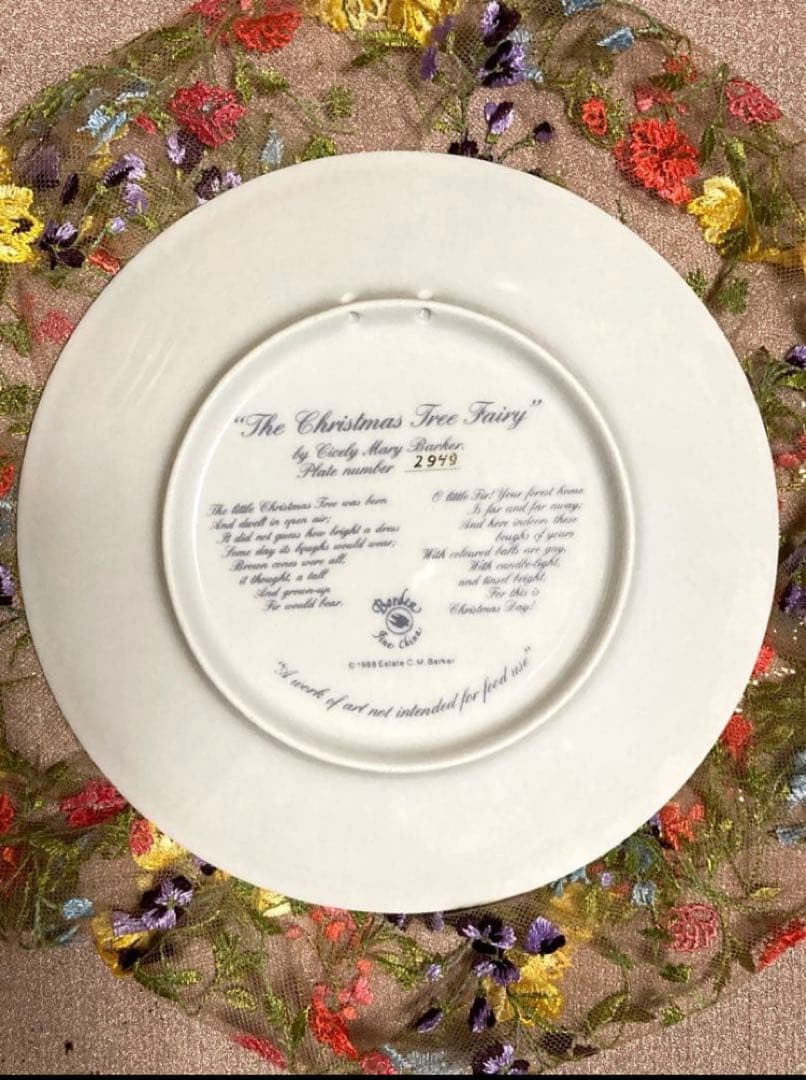 “The Christmas Tree Fairy”
by Cicely Mary Barker.
Plate number 2949
The little Christmas Tree was born
And dwelt in open air;
It did not guess how bright a dress
Some day its boughs would wear;
Brown cones were all,
it thought, a tall
And grown-up
Fir would bear.
O little Fir! Your forest home
Is far and far away;
And here indoors these
boughs of yours
With coloured balls are gay,
With candle-light,
and tinsel bright,
For this is
Christmas Day!
Border
Fine China
© 1988 Estate C.M. Barker
"A work of art not intended for food use"